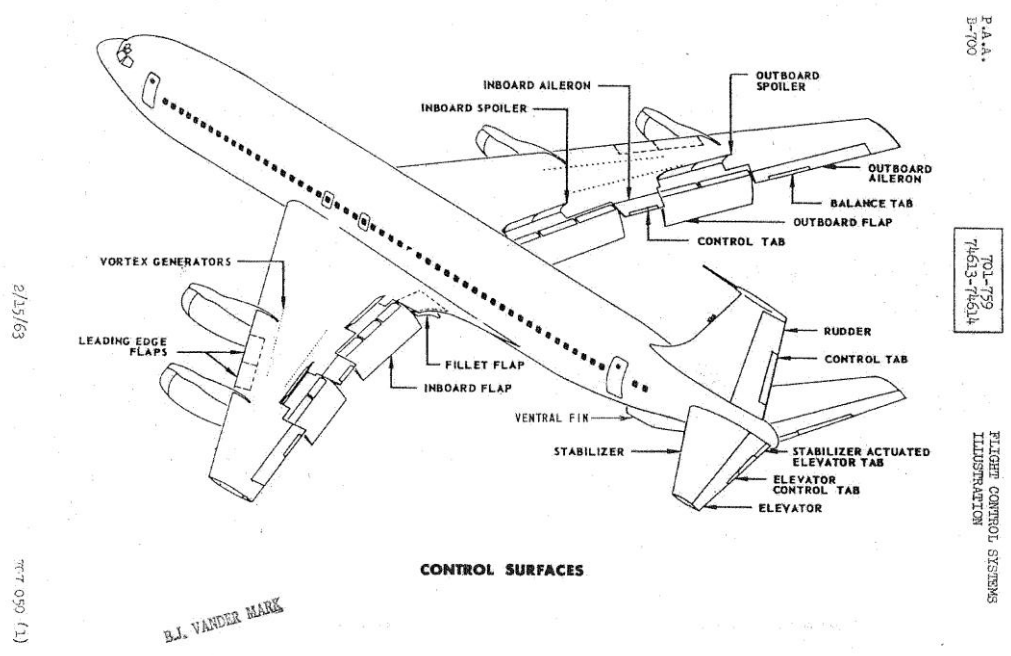 P.A.A.
B-700
INBOARD AILERON
OUTBOARD
SPOILER
INBOARD SPOILER
OUTBOARD
AILERON
BALANCE TAB
OUTBOARD FLAP
CONTROL TAB
701-759
74613-74614
VORTEX GENERATORS
2/15/63
LEADING EDGE
FLAPS
RUDDER
CONTROL TAB
FILLET FLAP
INBOARD FLAP
VENTRAL FIN
STABILIZER
STABILIZER ACTUATED
ELEVATOR TAB
ELEVATOR
CONTROL TAB
ELEVATOR
FLIGHT CONTROL SYSTEMS
ILLUSTRATION
CONTROL SURFACES
050 (1)
B.J. VANDER MARK